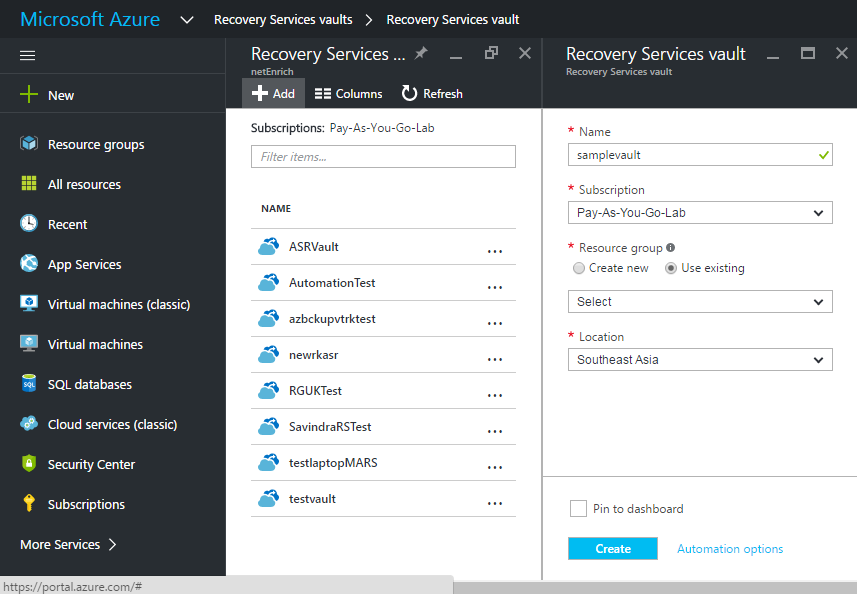 Microsoft Azure Recovery Services vaults Recovery Services vault
New
Resource groups
All resources
Recent
App Services
Virtual machines (classic)
Virtual machines
SQL databases
Cloud services (classic)
Security Center
Subscriptions
More Services
https://portal.azure.com/#
Recovery Services ...
netEnrich
Add Columns Refresh
Subscriptions: Pay-As-You-Go-Lab
Filter items...
NAME
ASRVault ...
AutomationTest ...
azbckupvtrktest ...
newrkasr ...
RGUKTest ...
SavindraRSTest ...
testlaptopMARS ...
testvault ...
Recovery Services vault
Recovery Services vault
* Name
samplevault
* Subscription
Pay-As-You-Go-Lab
* Resource group
Create new Use existing
Select
* Location
Southeast Asia
Pin to dashboard
Create Automation options